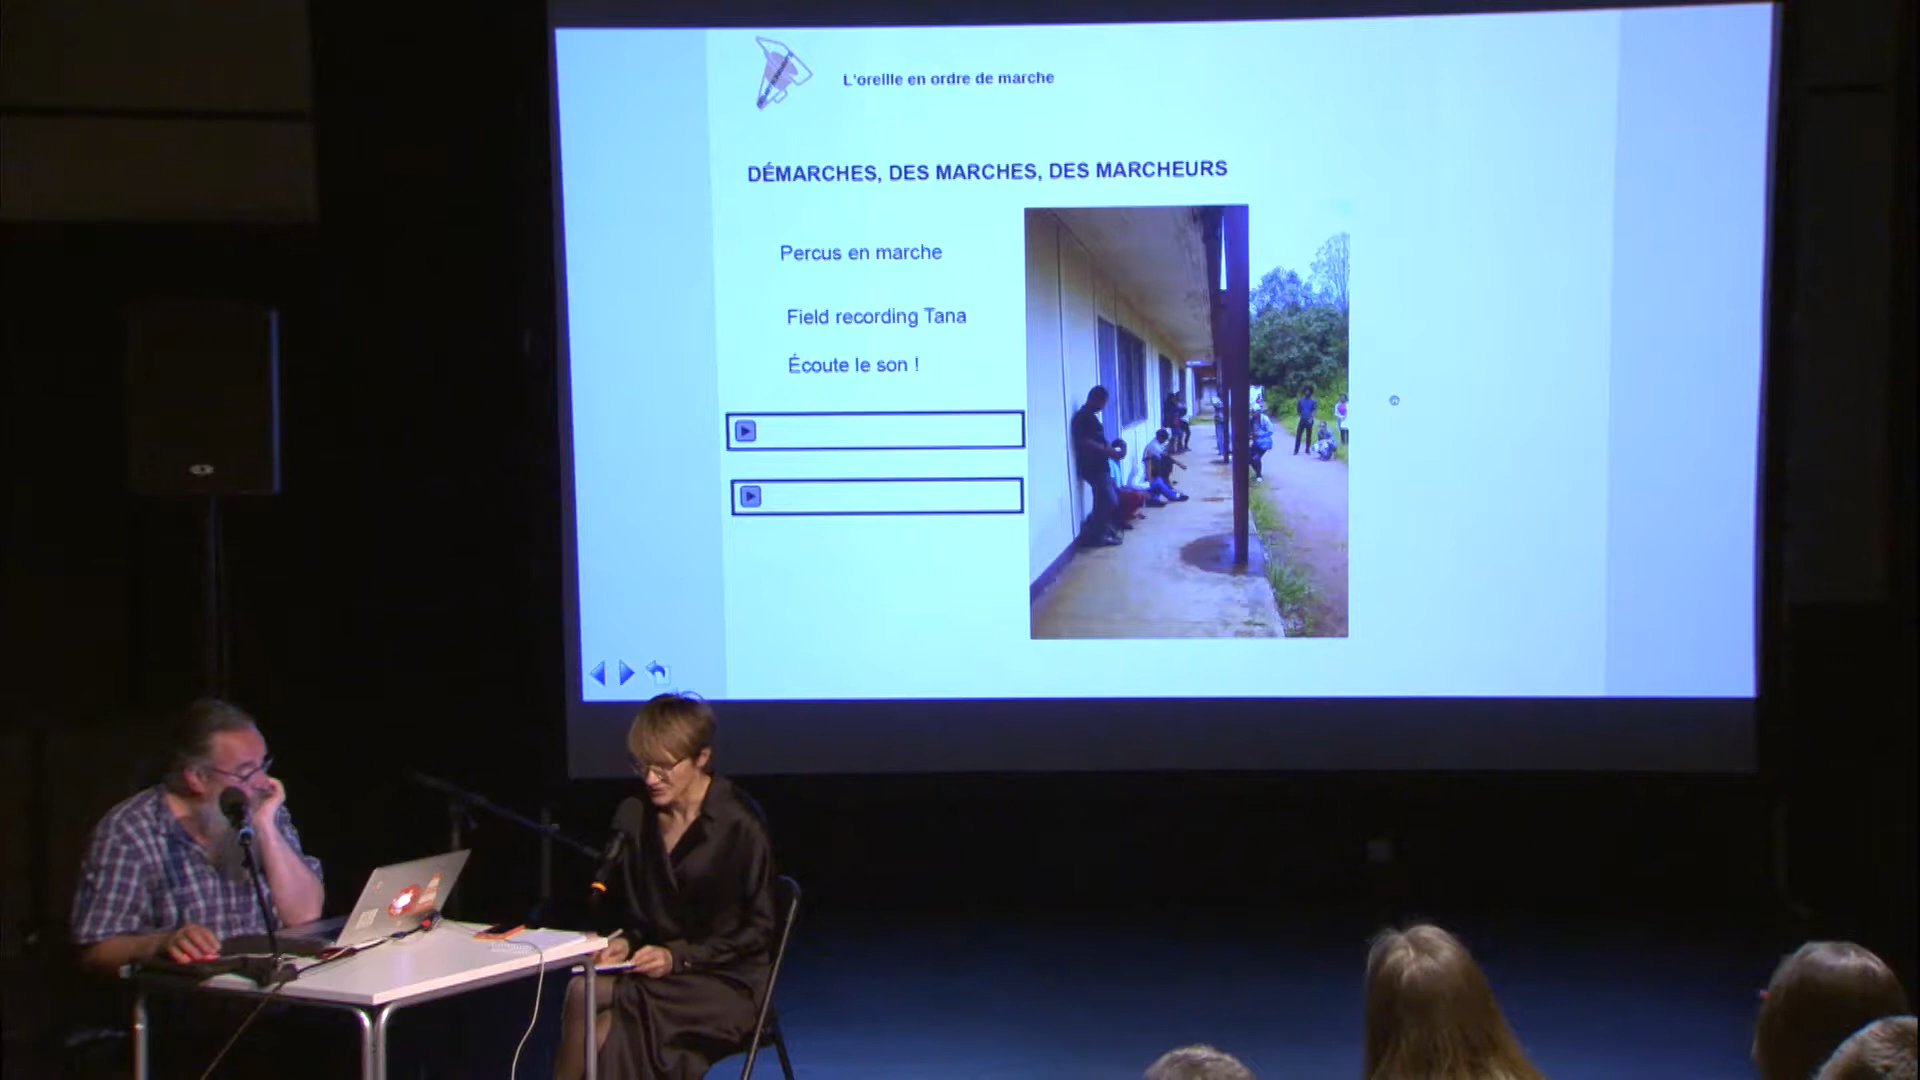 L'oreille en ordre de marche
DÉMARCHES, DES MARCHES, DES MARCHEURS
Percus en marche
Field recording Tana
Écoute le son !